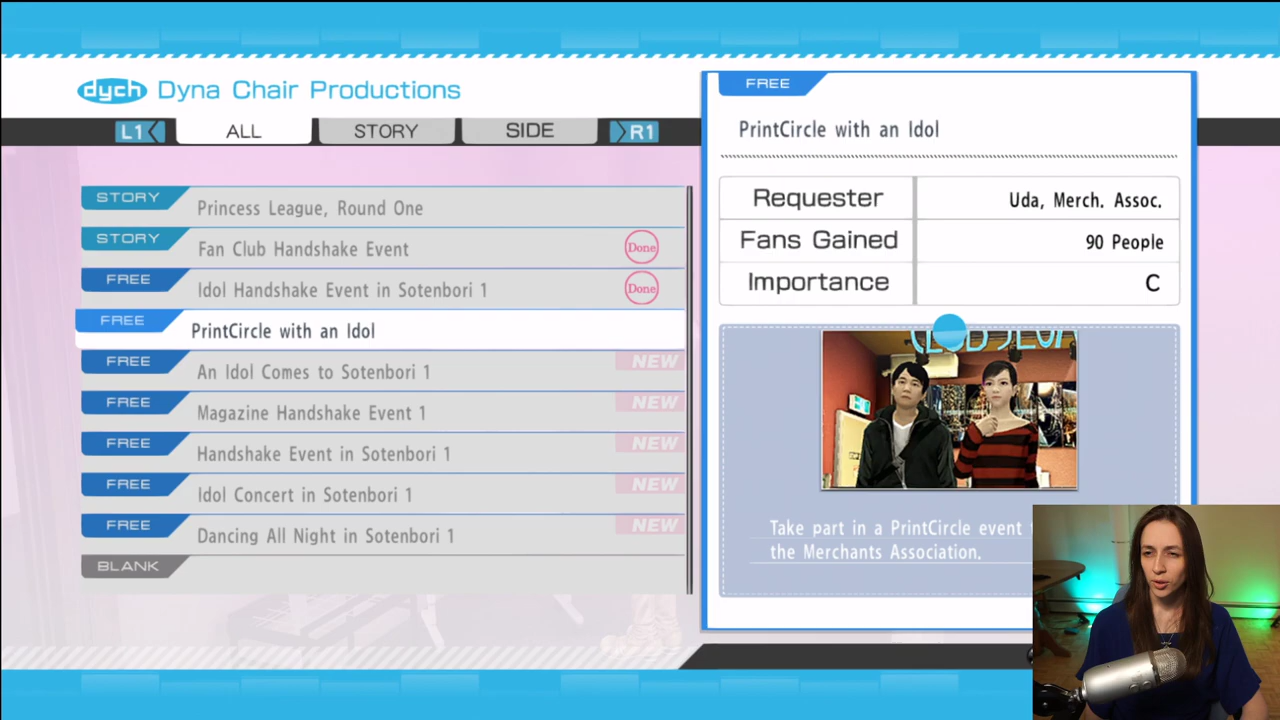 dych Dyna Chair Productions
L1 ALL STORY SIDE R1
STORY Princess League, Round One
STORY Fan Club Handshake Event Done
FREE Idol Handshake Event in Sotenbori 1 Done
FREE PrintCircle with an Idol
FREE An Idol Comes to Sotenbori 1 NEW
FREE Magazine Handshake Event 1 NEW
FREE Handshake Event in Sotenbori 1 NEW
FREE Idol Concert in Sotenbori 1 NEW
FREE Dancing All Night in Sotenbori 1 NEW
BLANK
FREE
PrintCircle with an Idol
Requester Uda, Merch. Assoc.
Fans Gained 90 People
Importance C
Take part in a PrintCircle event
the Merchants Association.